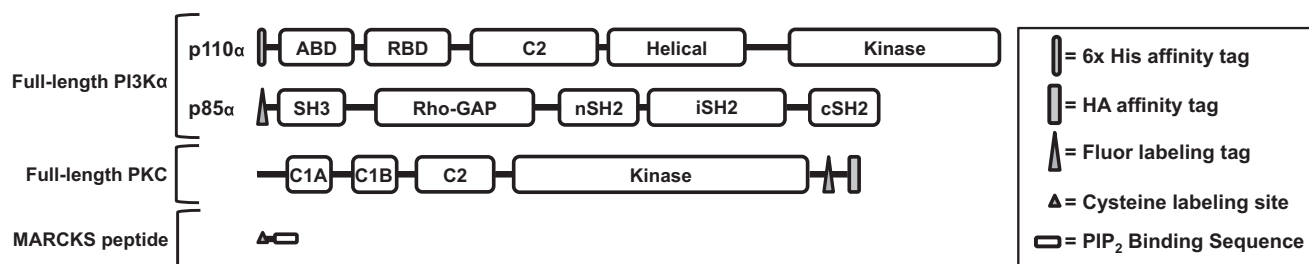 Full-length PI3Kα
p110α
ABD RBD C2 Helical Kinase
p85α
SH3 Rho-GAP nSH2 iSH2 cSH2
Full-length PKC
C1A C1B C2 Kinase
MARCKS peptide
= 6x His affinity tag
= HA affinity tag
= Fluor labeling tag
= Cysteine labeling site
= PIP₂ Binding Sequence